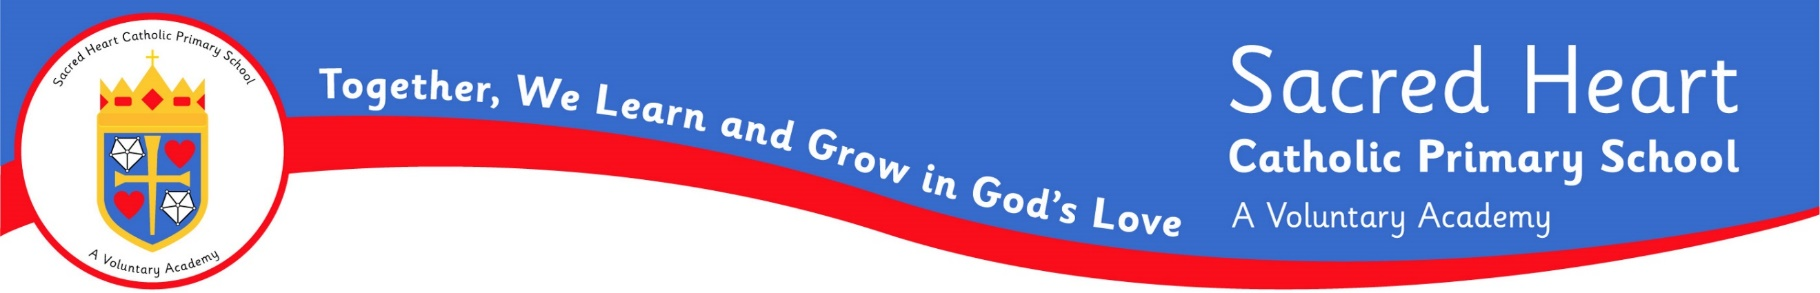 Sacred Heart Catholic Primary School
A Voluntary Academy
Together, We Learn and Grow in God's Love
Sacred Heart
Catholic Primary School
A Voluntary Academy